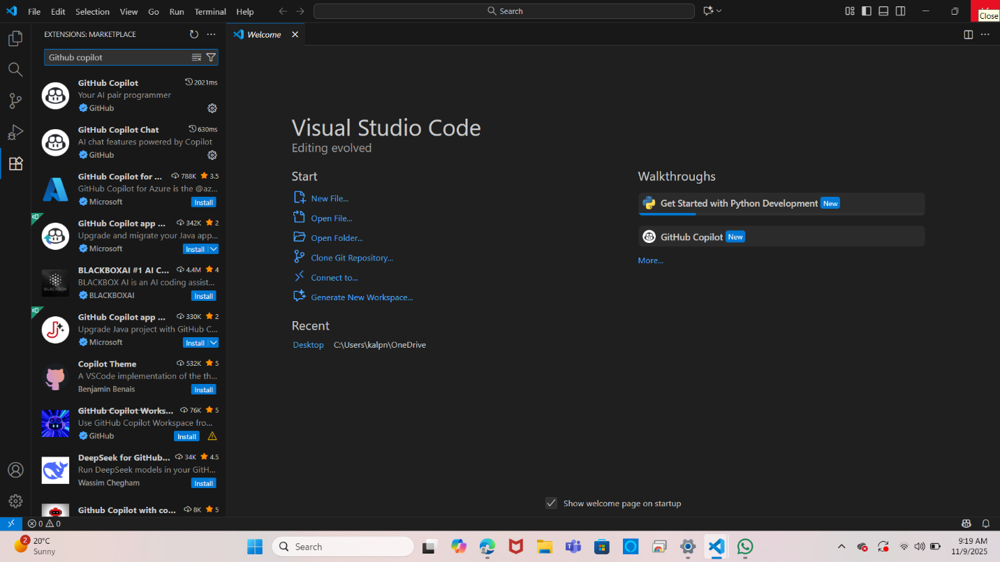 File Edit Selection View Go Run Terminal Help
Search
Close
EXTENSIONS: MARKETPLACE
Welcome
Github copilot
GitHub Copilot 2021ms
Your AI pair programmer
GitHub
GitHub Copilot Chat 630ms
AI chat features powered by Copilot
GitHub
GitHub Copilot for ... 788K 3.5
GitHub Copilot for Azure is the @az...
Microsoft Install
GitHub Copilot app ... 342K 2
Upgrade and migrate your Java app...
Microsoft Install
BLACKBOXAI #1 AI C... 4.4M 4
BLACKBOX AI is an AI coding assist...
BLACKBOX
BLACKBOXAI Install
GitHub Copilot app ... 330K 2
Upgrade Java project with GitHub C...
Microsoft Install
Copilot Theme 532K 5
A VSCode implementation of the th...
Benjamin Benais Install
GitHub Copilot Works... 76K 5
Use GitHub Copilot Workspace fro...
GitHub Install
DeepSeek for GitHub... 34K 4.5
Run DeepSeek models in your GitH...
Wassim Chegham Install
Github Copilot with co... 8K 5
Visual Studio Code
Editing evolved
Start
New File...
Open File...
Open Folder...
Clone Git Repository...
Connect to...
Generate New Workspace...
Recent
Desktop C:\Users\kalpn\OneDrive
Walkthroughs
Get Started with Python Development New
GitHub Copilot New
More...
Show welcome page on startup
0 0
2
20°C
Sunny
Search
9:19 AM
11/9/2025